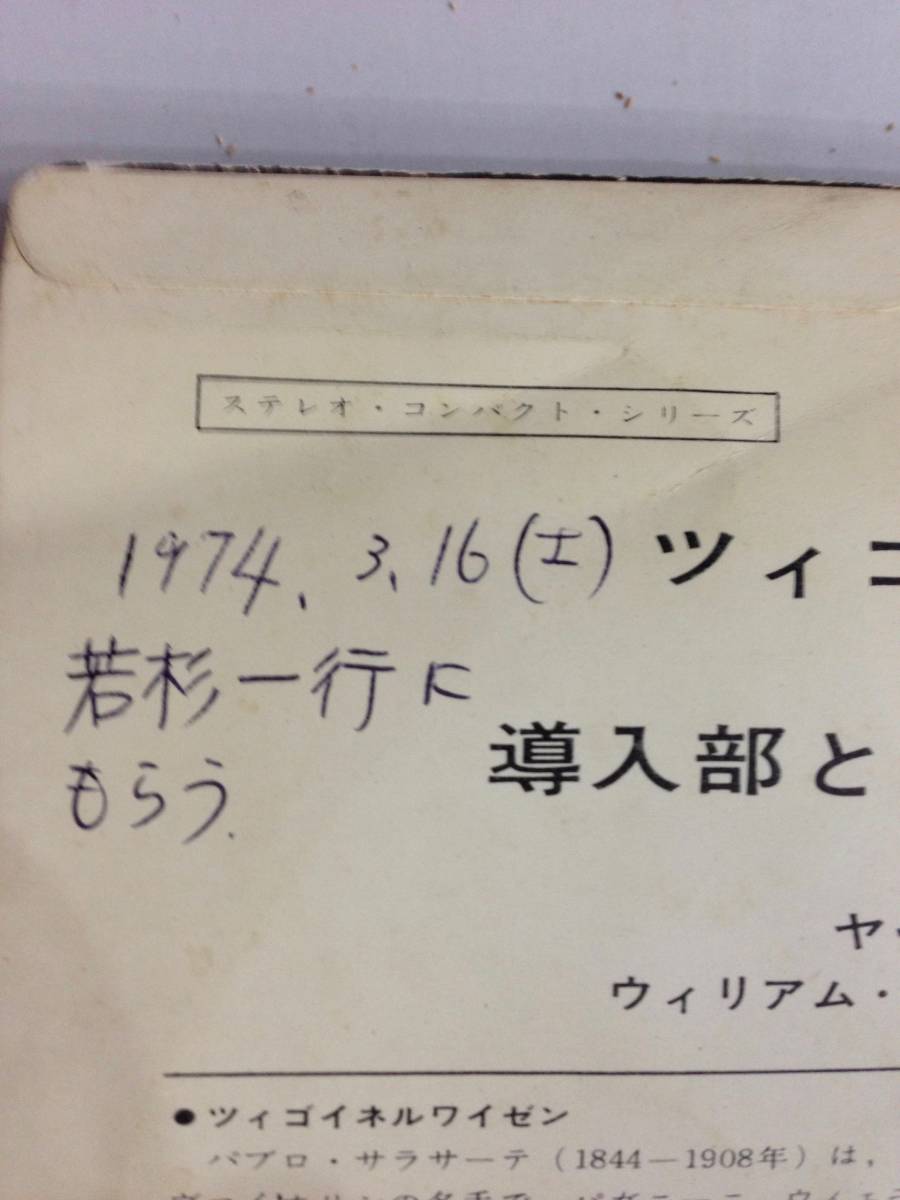 ステレオ・コンパクト・シリーズ
1974. 3. 16 (土)
若杉一行に
もらう.
ツィゴ
導入部と
ヤ
ウィリアム・
●ツィゴイネルワイゼン
パブロ・サラサーテ（1844―1908年）は,